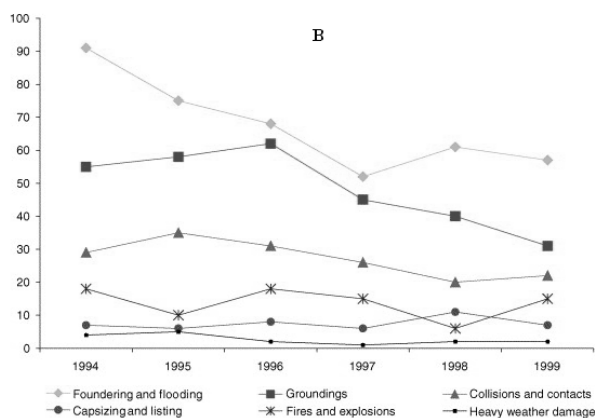 B
100
90
80
70
60
50
40
30
20
10
0
1994 1995 1996 1997 1998 1999
Foundering and flooding Groundings Collisions and contacts
Capsizing and listing Fires and explosions Heavy weather damage